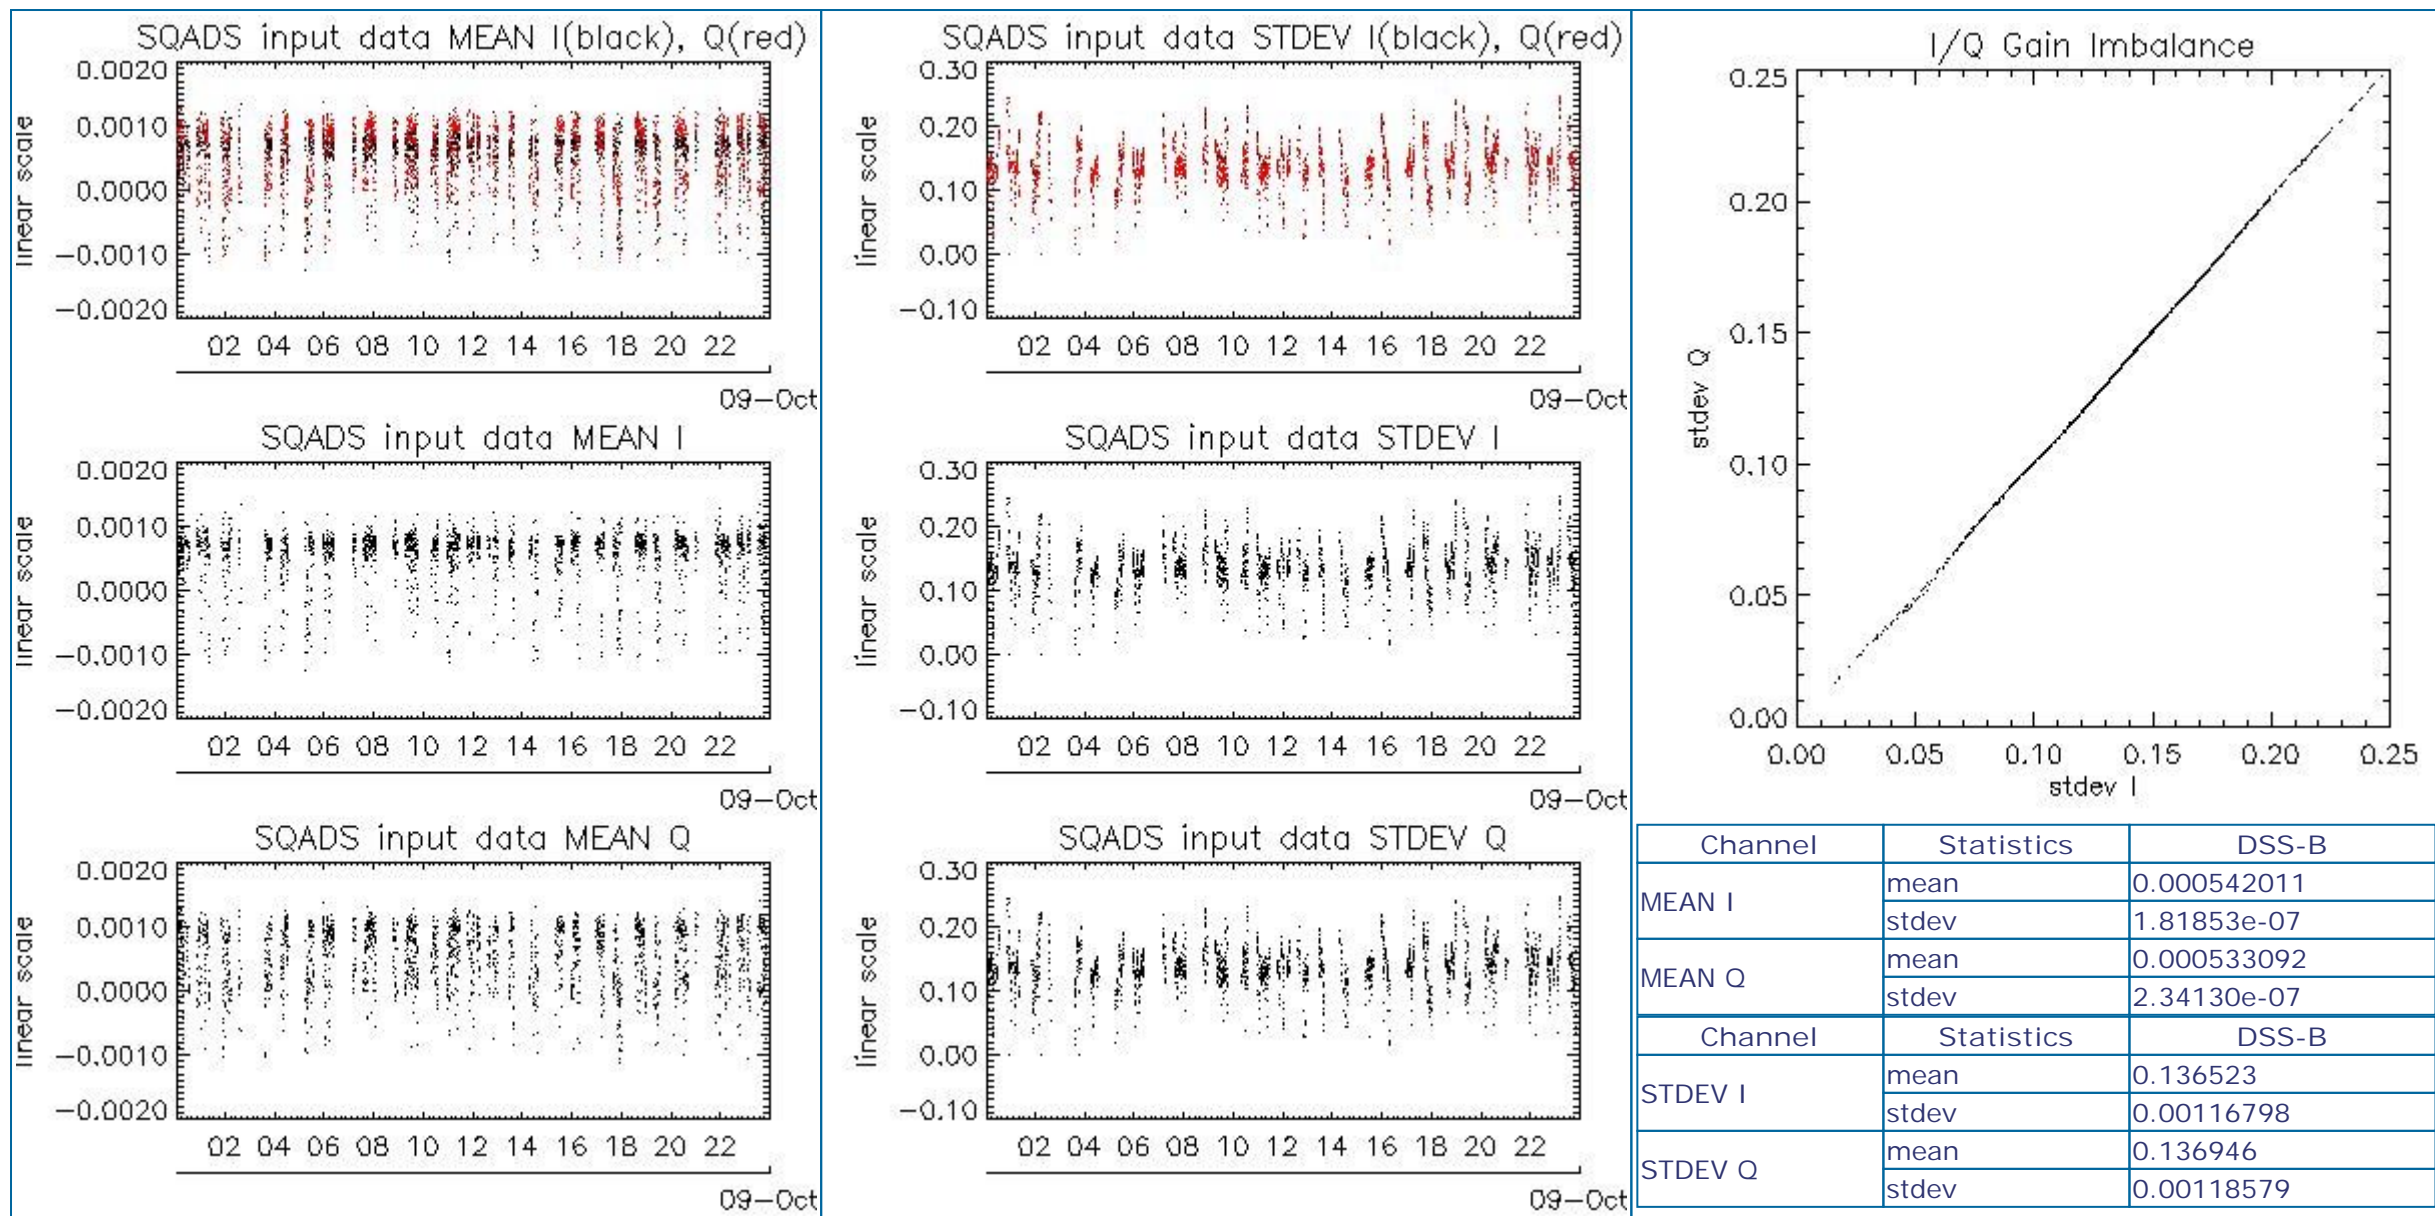 SQADS input data MEAN I(black), Q(red)
linear scale
0.0020
0.0010
0.0000
−0.0010
−0.0020
02 04 06 08 10 12 14 16 18 20 22
09−Oct
SQADS input data MEAN I
linear scale
0.0020
0.0010
0.0000
−0.0010
−0.0020
02 04 06 08 10 12 14 16 18 20 22
09−Oct
SQADS input data MEAN Q
linear scale
0.0020
0.0010
0.0000
−0.0010
−0.0020
02 04 06 08 10 12 14 16 18 20 22
09−Oct
SQADS input data STDEV I(black), Q(red)
linear scale
0.30
0.20
0.10
0.00
−0.10
02 04 06 08 10 12 14 16 18 20 22
09−Oct
SQADS input data STDEV I
linear scale
0.30
0.20
0.10
0.00
−0.10
02 04 06 08 10 12 14 16 18 20 22
09−Oct
SQADS input data STDEV Q
linear scale
0.30
0.20
0.10
0.00
−0.10
02 04 06 08 10 12 14 16 18 20 22
09−Oct
I/Q Gain Imbalance
stdev Q
0.25
0.20
0.15
0.10
0.05
0.00
0.00 0.05 0.10 0.15 0.20 0.25
stdev I
Channel Statistics DSS-B
MEAN I
mean 0.000542011
stdev 1.81853e-07
MEAN Q
mean 0.000533092
stdev 2.34130e-07
Channel Statistics DSS-B
STDEV I
mean 0.136523
stdev 0.00116798
STDEV Q
mean 0.136946
stdev 0.00118579